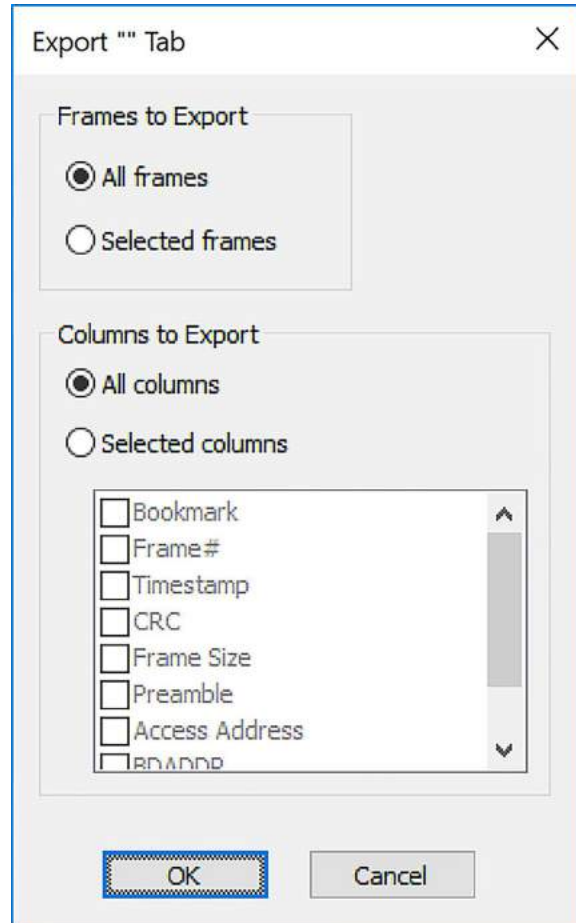 Export "" Tab
Frames to Export
All frames
Selected frames
Columns to Export
All columns
Selected columns
Bookmark
Frame#
Timestamp
CRC
Frame Size
Preamble
Access Address
BDADDR
OK
Cancel